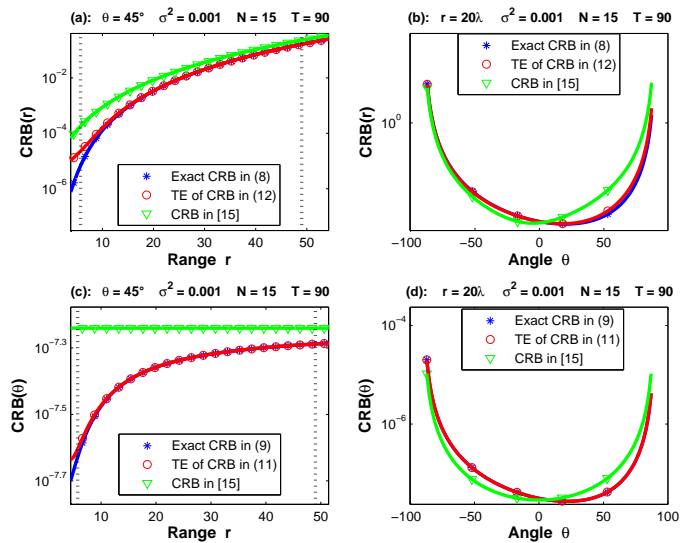 (a): θ = 45° σ² = 0.001 N = 15 T = 90
CRB(r)
10⁻²
10⁻⁴
10⁻⁶
Exact CRB in (8)
TE of CRB in (12)
CRB in [15]
10 20 30 40 50
Range r
(b): r = 20λ σ² = 0.001 N = 15 T = 90
CRB(r)
10⁰
Exact CRB in (8)
TE of CRB in (12)
CRB in [15]
−100 −50 0 50 100
Angle θ
(c): θ = 45° σ² = 0.001 N = 15 T = 90
CRB(θ)
10⁻⁷·³
10⁻⁷·⁵
10⁻⁷·⁷
Exact CRB in (9)
TE of CRB in (11)
CRB in [15]
10 20 30 40 50
Range r
(d): r = 20λ σ² = 0.001 N = 15 T = 90
CRB(θ)
10⁻⁴
10⁻⁶
Exact CRB in (9)
TE of CRB in (11)
CRB in [15]
−100 −50 0 50 100
Angle θ